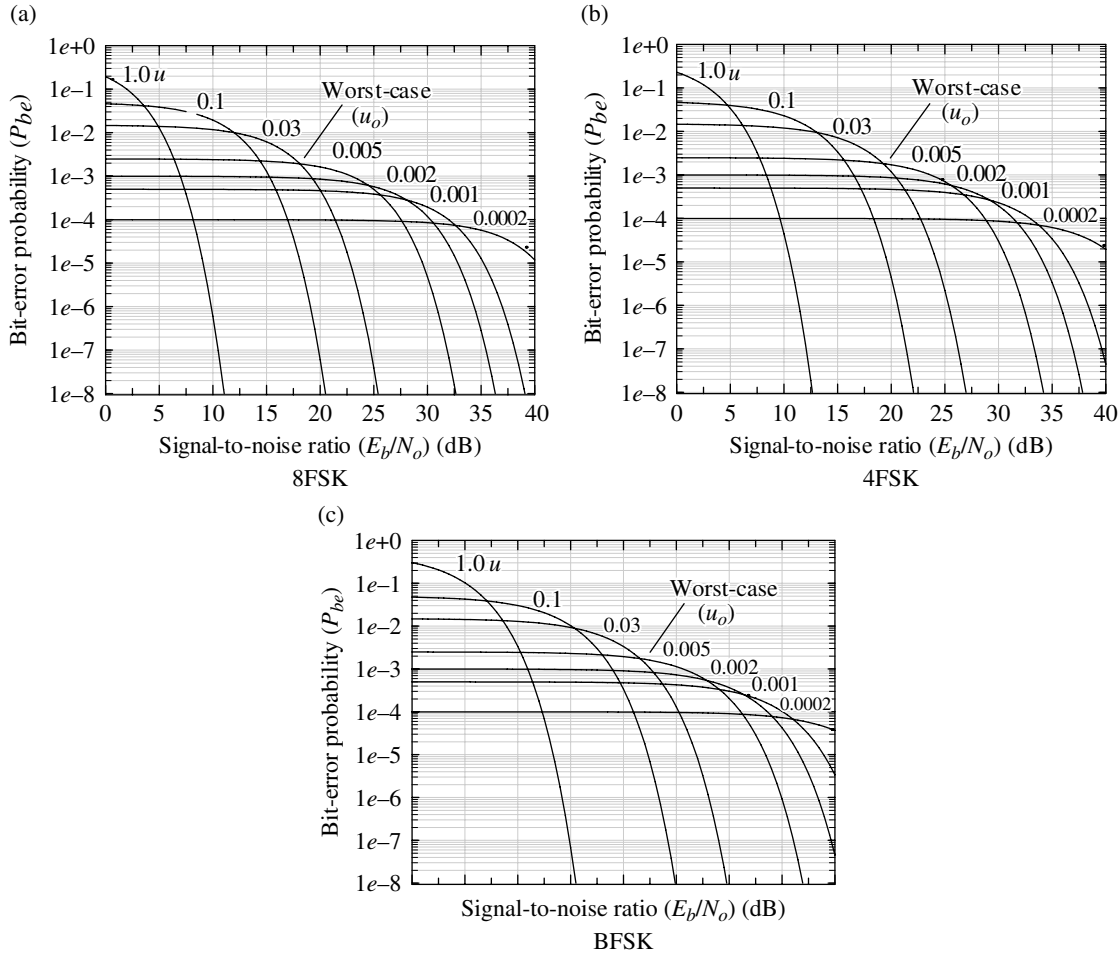 (a)
Bit-error probability (Pbe)
1e+0
1e-1
1e-2
1e-3
1e-4
1e-5
1e-6
1e-7
1e-8
1.0 u
0.1
0.03
Worst-case
(uo)
0.005
0.002
0.001
0.0002
0 5 10 15 20 25 30 35 40
Signal-to-noise ratio (Eb/No) (dB)
8FSK
(b)
Bit-error probability (Pbe)
1e+0
1e-1
1e-2
1e-3
1e-4
1e-5
1e-6
1e-7
1e-8
1.0 u
0.1
0.03
Worst-case
(uo)
0.005
0.002
0.001
0.0002
0 5 10 15 20 25 30 35 40
Signal-to-noise ratio (Eb/No) (dB)
4FSK
(c)
Bit-error probability (Pbe)
1e+0
1e-1
1e-2
1e-3
1e-4
1e-5
1e-6
1e-7
1e-8
1.0 u
0.1
0.03
Worst-case
(uo)
0.005
0.002
0.001
0.0002
Signal-to-noise ratio (Eb/No) (dB)
BFSK